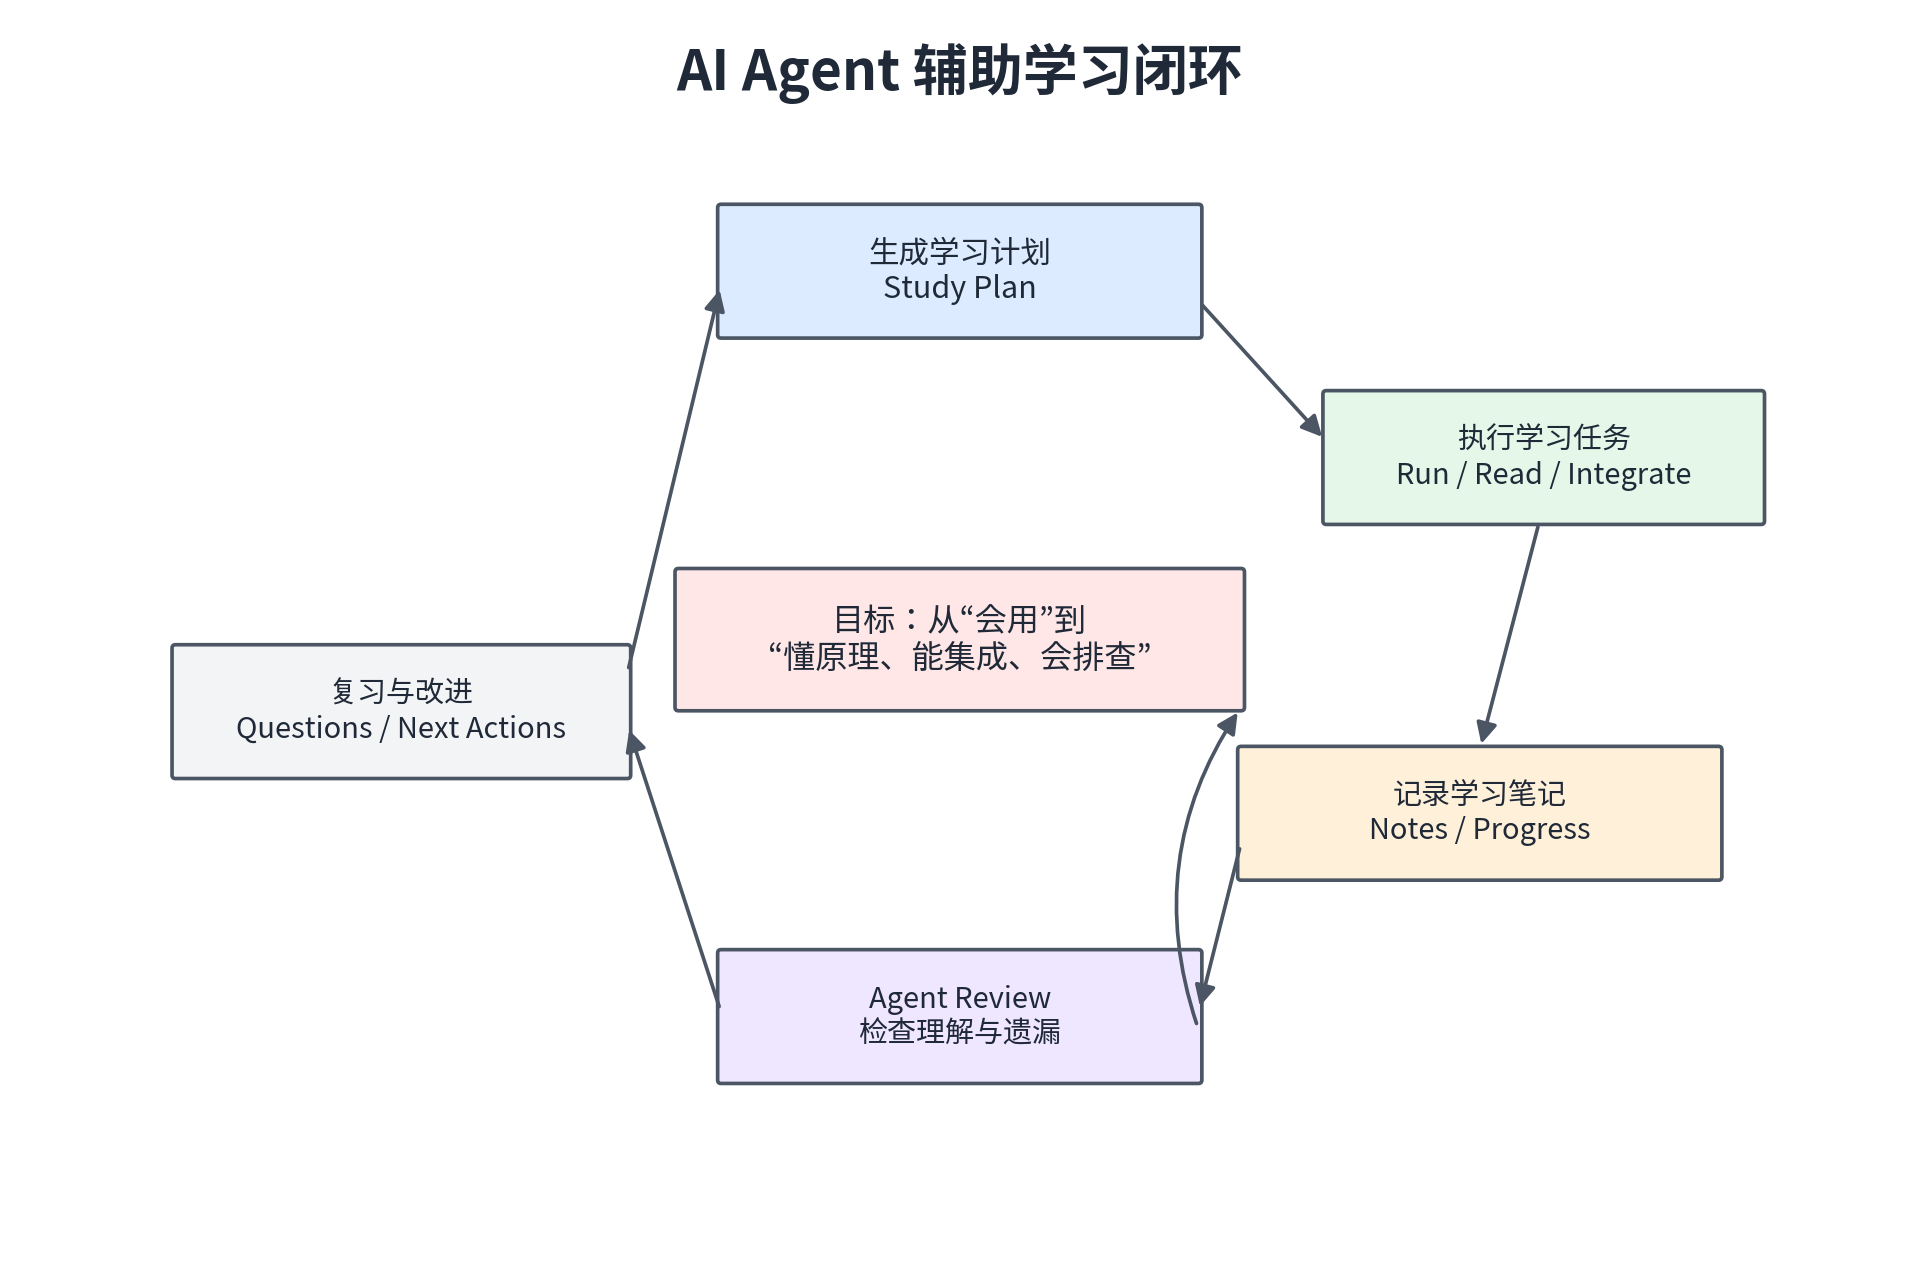 AI Agent 辅助学习闭环
生成学习计划
Study Plan
执行学习任务
Run / Read / Integrate
目标：从“会用”到
“懂原理、能集成、会排查”
复习与改进
Questions / Next Actions
记录学习笔记
Notes / Progress
Agent Review
检查理解与遗漏